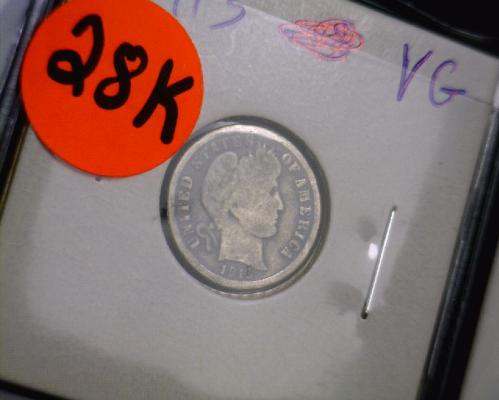 28K
VG
UNITED STATES OF AMERICA